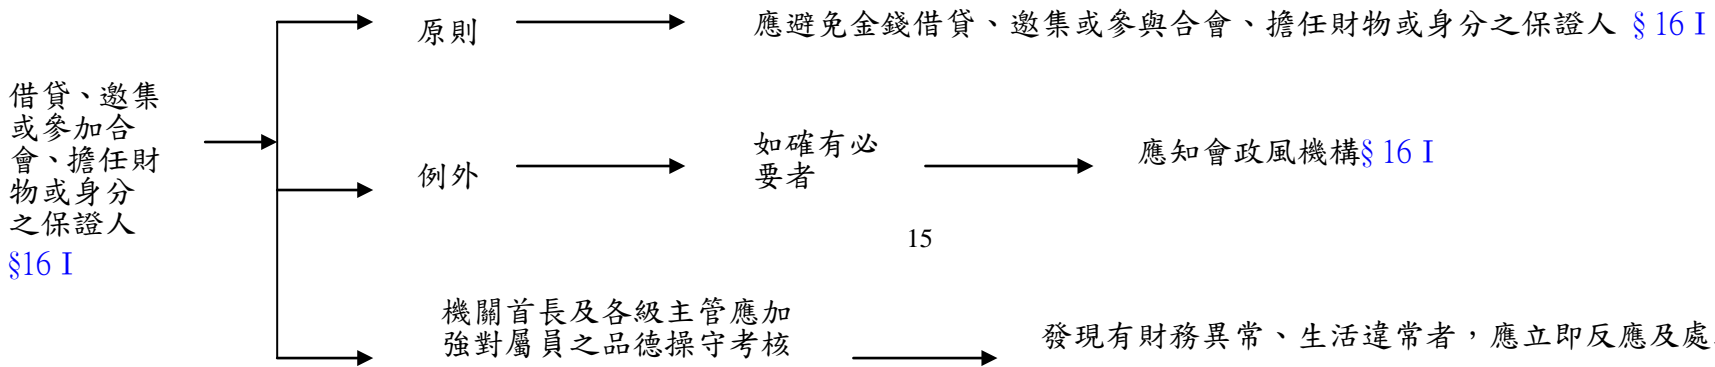 借貸、邀集
或參加合
會、擔任財
物或身分
之保證人
§16 I
原則
應避免金錢借貸、邀集或參與合會、擔任財物或身分之保證人 § 16 I
例外
如確有必
要者
應知會政風機構§ 16 I
15
機關首長及各級主管應加
強對屬員之品德操守考核
發現有財務異常、生活違常者，應立即反應及處